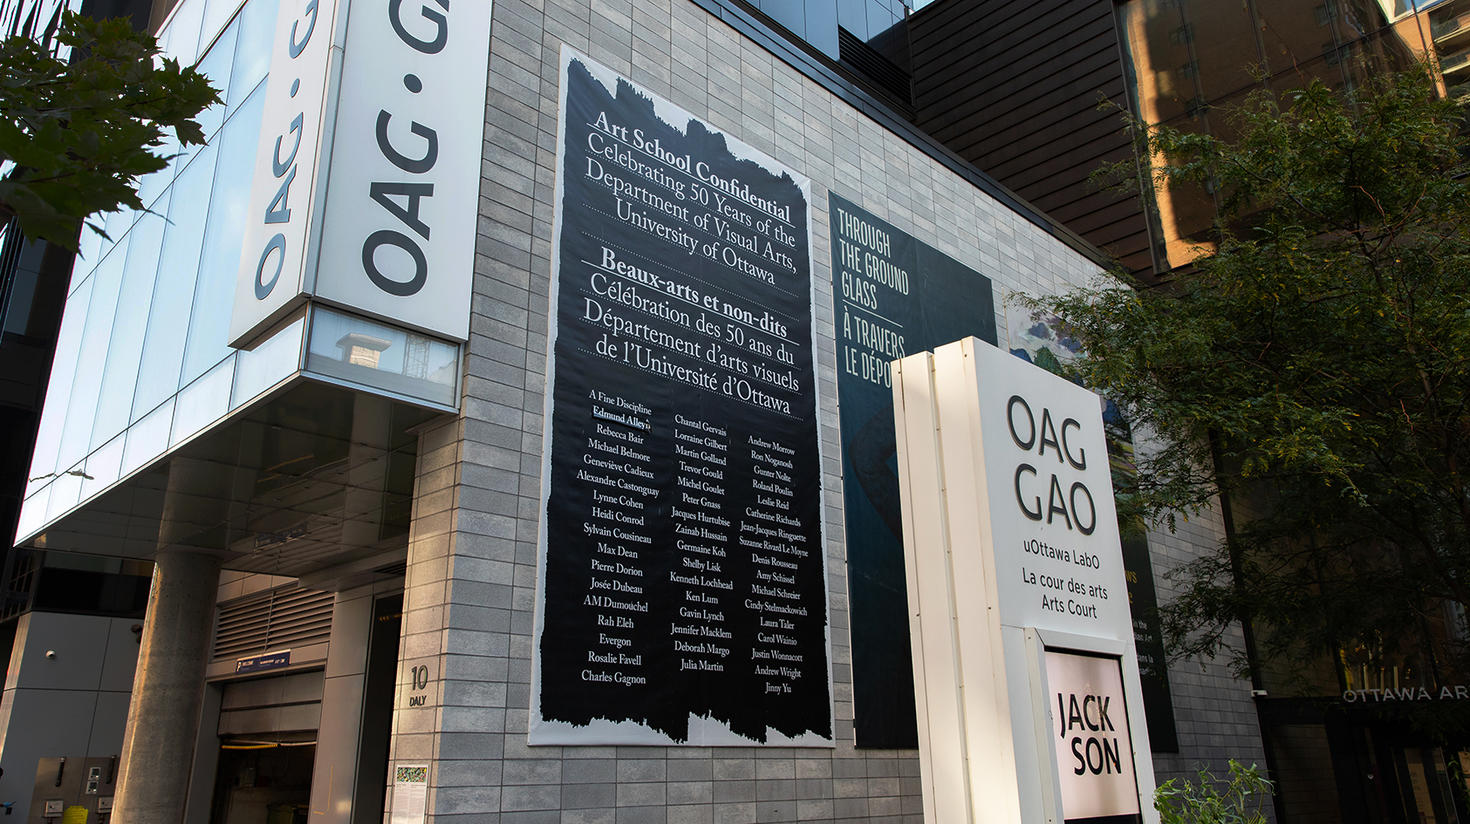 OAG • G
OAG • GA
Art School Confidential
Celebrating 50 Years of the
Department of Visual Arts,
University of Ottawa
Beaux-arts et non-dits
Célébration des 50 ans du
Département d'arts visuels
de l'Université d'Ottawa
A Fine Discipline
Edmund Alleyn
Rebecca Bair
Michael Belmore
Geneviève Cadieux
Alexandre Castonguay
Lynne Cohen
Heidi Conrod
Sylvain Cousineau
Max Dean
Pierre Dorion
Josée Dubeau
AM Dumouchel
Rah Eleh
Evergon
Rosalie Favell
Charles Gagnon
Chantal Gervais
Lorraine Gilbert
Martin Golland
Trevor Gould
Michel Goulet
Peter Gnass
Jacques Hurtubise
Zainab Hussain
Germaine Koh
Shelby Lisk
Kenneth Lochhead
Ken Lum
Gavin Lynch
Jennifer Macklem
Deborah Margo
Julia Martin
Andrew Morrow
Ron Noganosh
Gunter Nolte
Roland Poulin
Leslie Reid
Catherine Richards
Jean-Jacques Ringuette
Suzanne Rivard Le Moyne
Denis Rousseau
Amy Schissel
Michael Schreier
Cindy Stelmackowich
Laura Taler
Carol Wainio
Justin Wonnacott
Andrew Wright
Jinny Yu
THROUGH
THE GROUND
GLASS
À TRAVERS
LE DÉPO
OAG
GAO
uOttawa LabO
La cour des arts
Arts Court
JACK
SON
10
DALY
OTTAWA AR